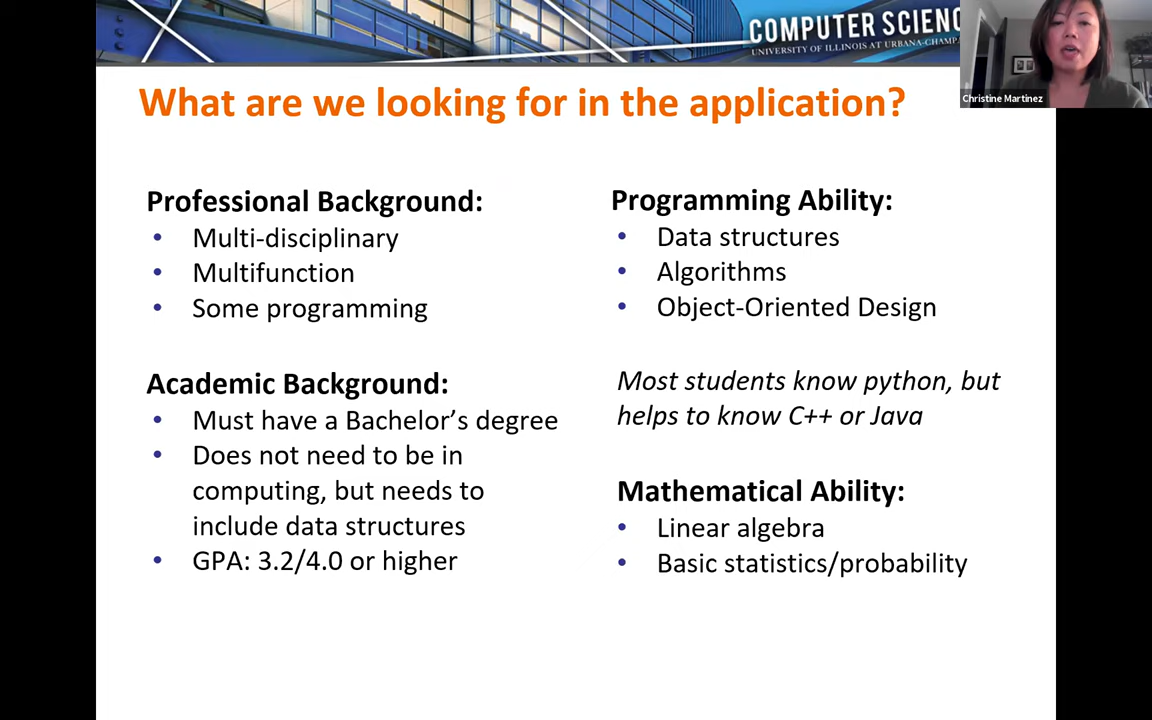 COMPUTER SCIENC
UNIVERSITY OF ILLINOIS AT URBANA-CHAMPA
Christine Martinez
What are we looking for in the application?
Professional Background:
• Multi-disciplinary
• Multifunction
• Some programming
Academic Background:
• Must have a Bachelor's degree
• Does not need to be in
computing, but needs to
include data structures
• GPA: 3.2/4.0 or higher
Programming Ability:
• Data structures
• Algorithms
• Object-Oriented Design
Most students know python, but
helps to know C++ or Java
Mathematical Ability:
• Linear algebra
• Basic statistics/probability